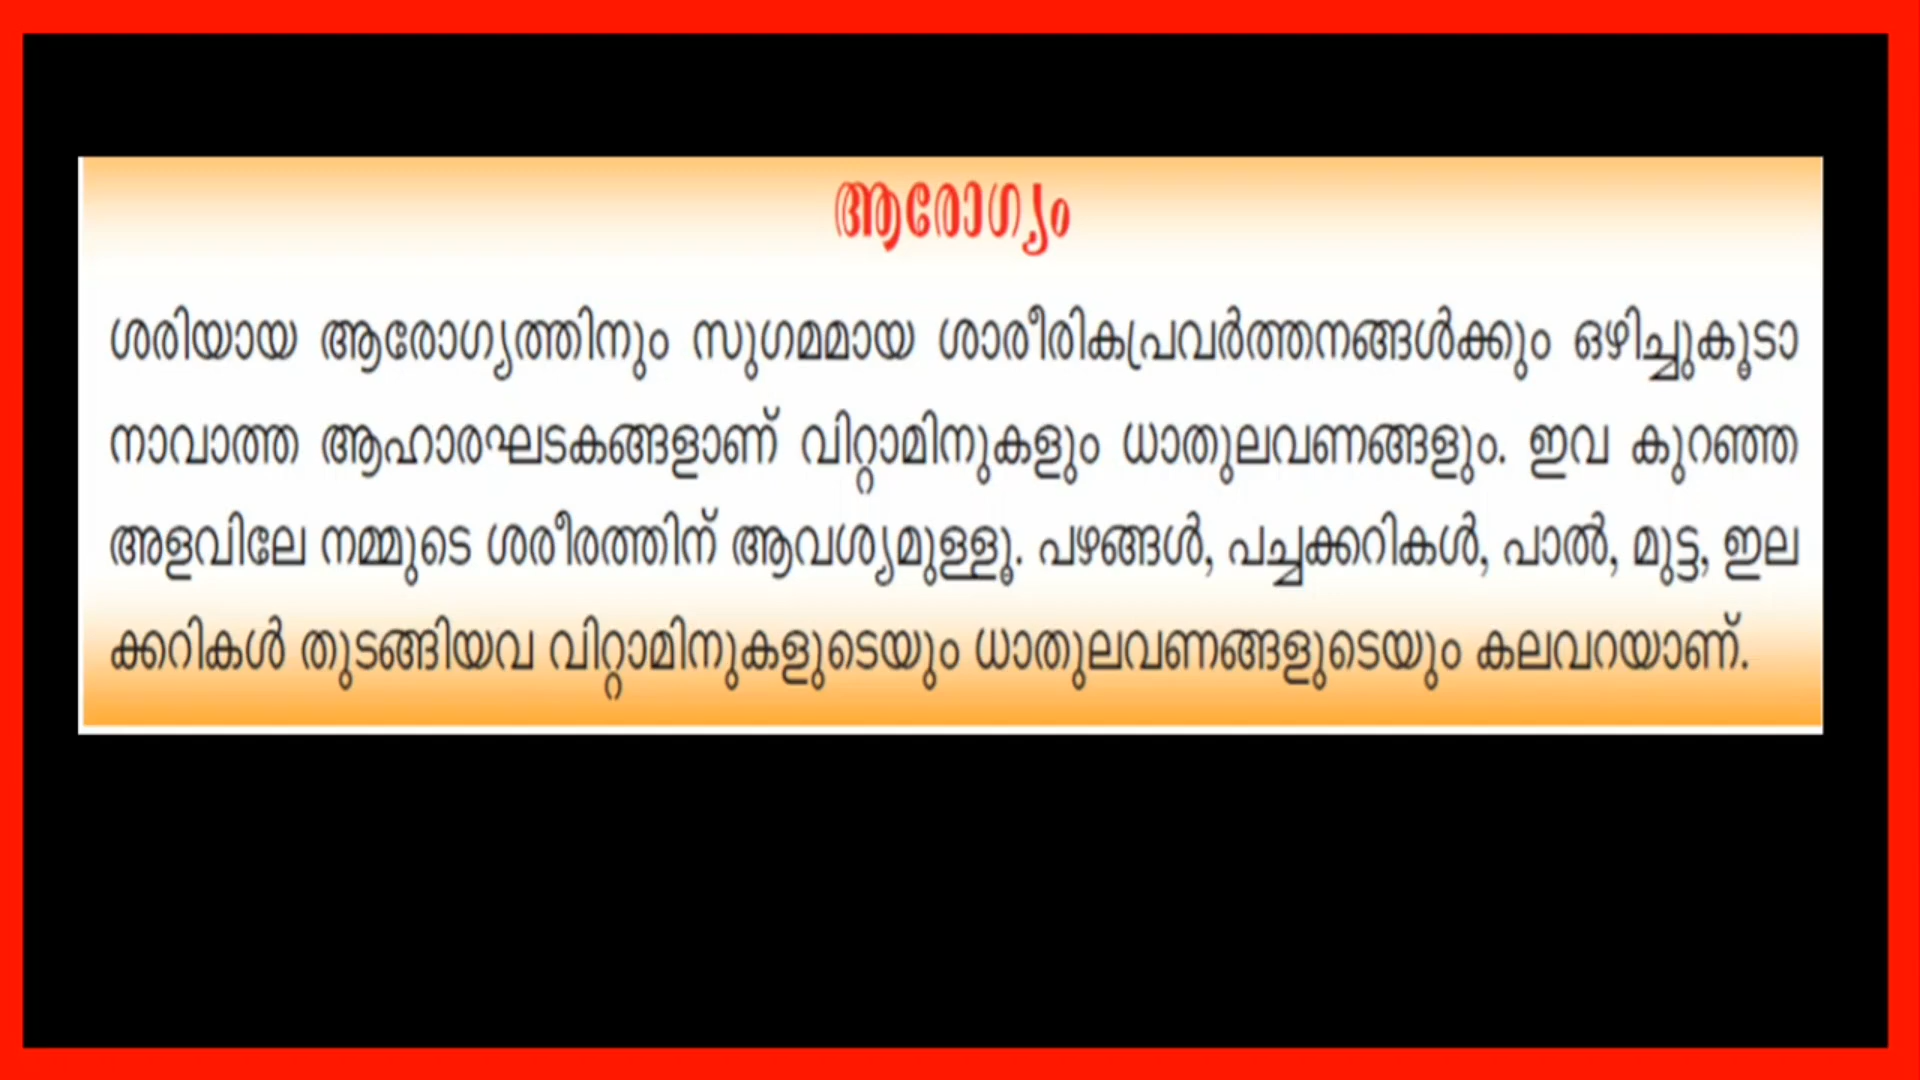 ആരോഗ്യം
ശരിയായ ആരോഗ്യത്തിനും സുഗമമായ ശാരീരികപ്രവർത്തനങ്ങൾക്കും ഒഴിച്ചുകൂടാ
നാവാത്ത ആഹാരഘടകങ്ങളാണ് വിറ്റാമിനുകളും ധാതുലവണങ്ങളും. ഇവ കുറഞ്ഞ
അളവിലേ നമ്മുടെ ശരീരത്തിന് ആവശ്യമുള്ളൂ. പഴങ്ങൾ, പച്ചക്കറികൾ, പാൽ, മുട്ട, ഇല
ക്കറികൾ തുടങ്ങിയവ വിറ്റാമിനുകളുടെയും ധാതുലവണങ്ങളുടെയും കലവറയാണ്.